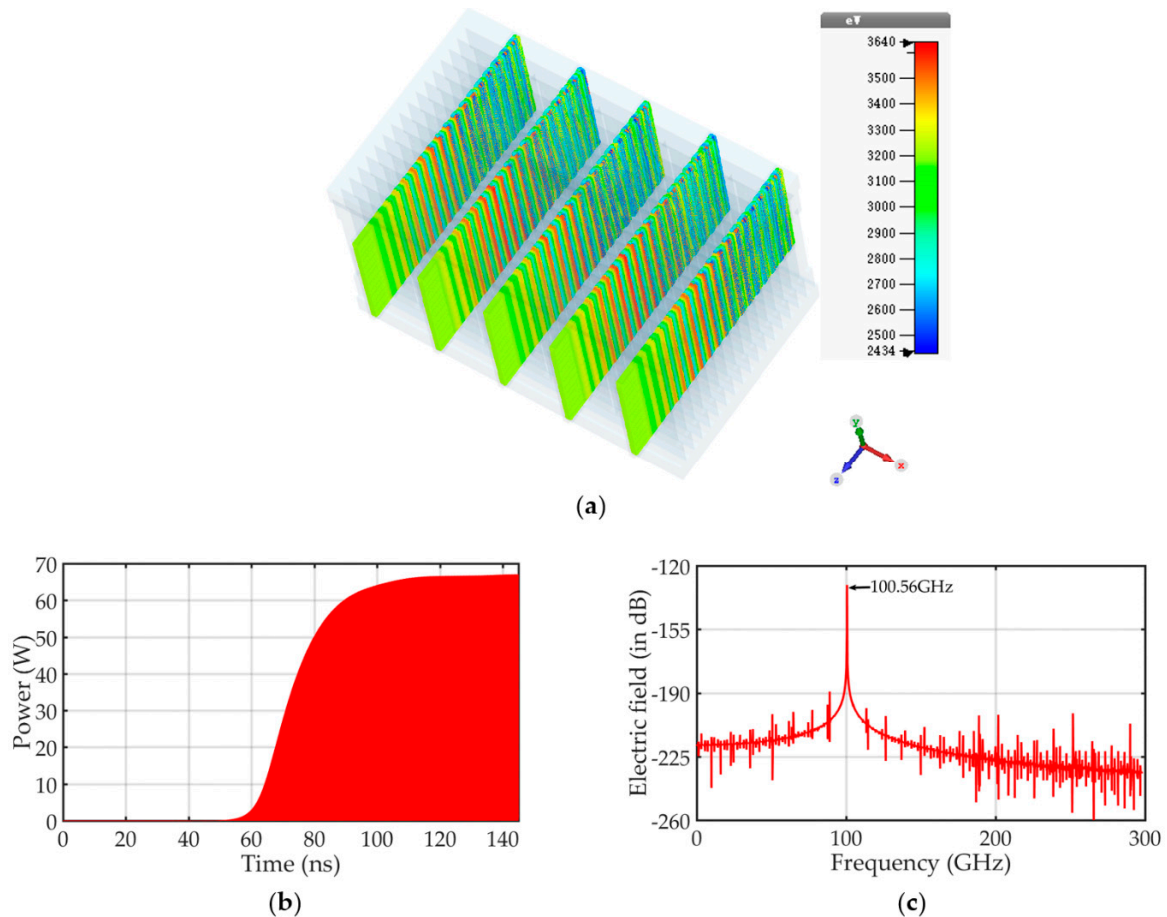 eV
3640
3500
3400
3300
3200
3100
3000
2900
2800
2700
2600
2500
2434
y
x
z
(a)
70
60
50
40
30
20
10
0
Power (W)
0 20 40 60 80 100 120 140
Time (ns)
(b)
-120
-155
-190
-225
-260
Electric field (in dB)
100.56GHz
0 100 200 300
Frequency (GHz)
(c)